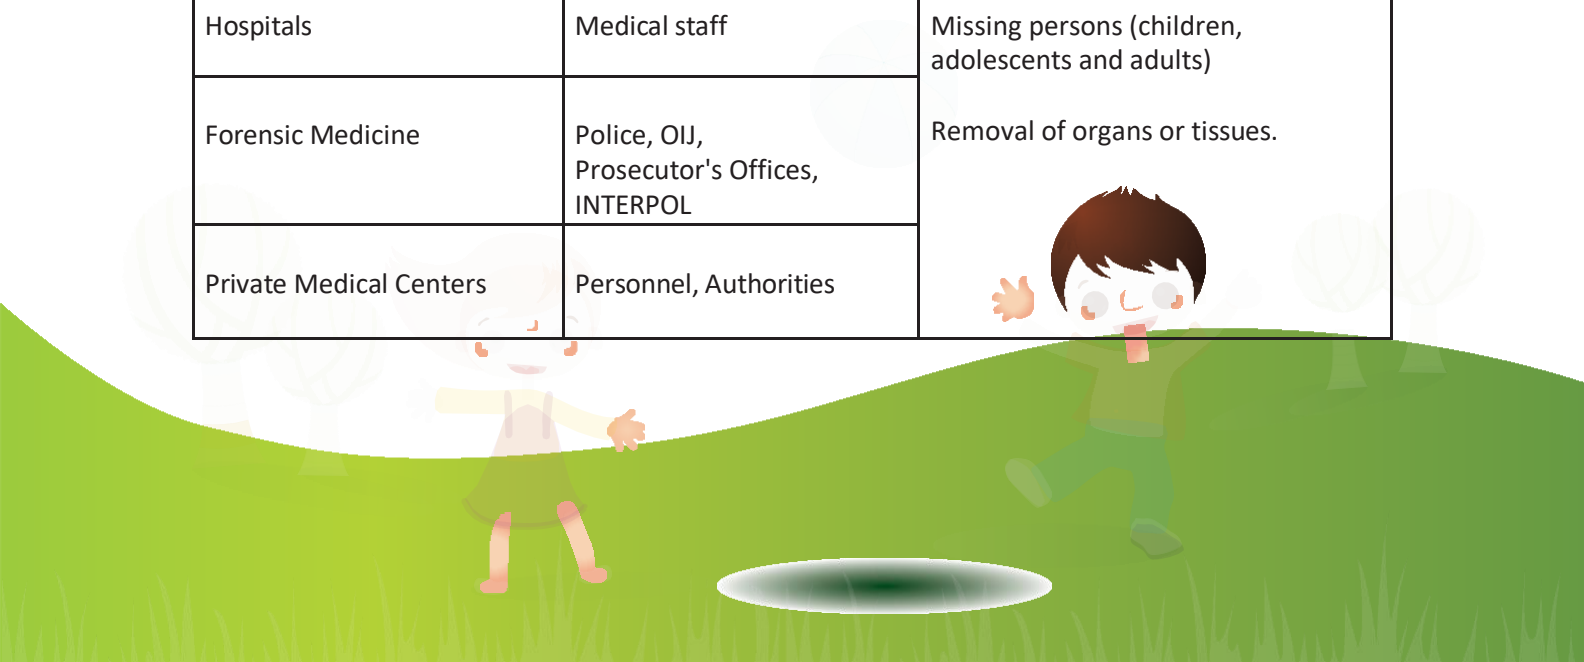 Hospitals
Medical staff
Missing persons (children,
adolescents and adults)
Removal of organs or tissues.
Forensic Medicine
Police, OIJ,
Prosecutor's Offices,
INTERPOL
Private Medical Centers
Personnel, Authorities